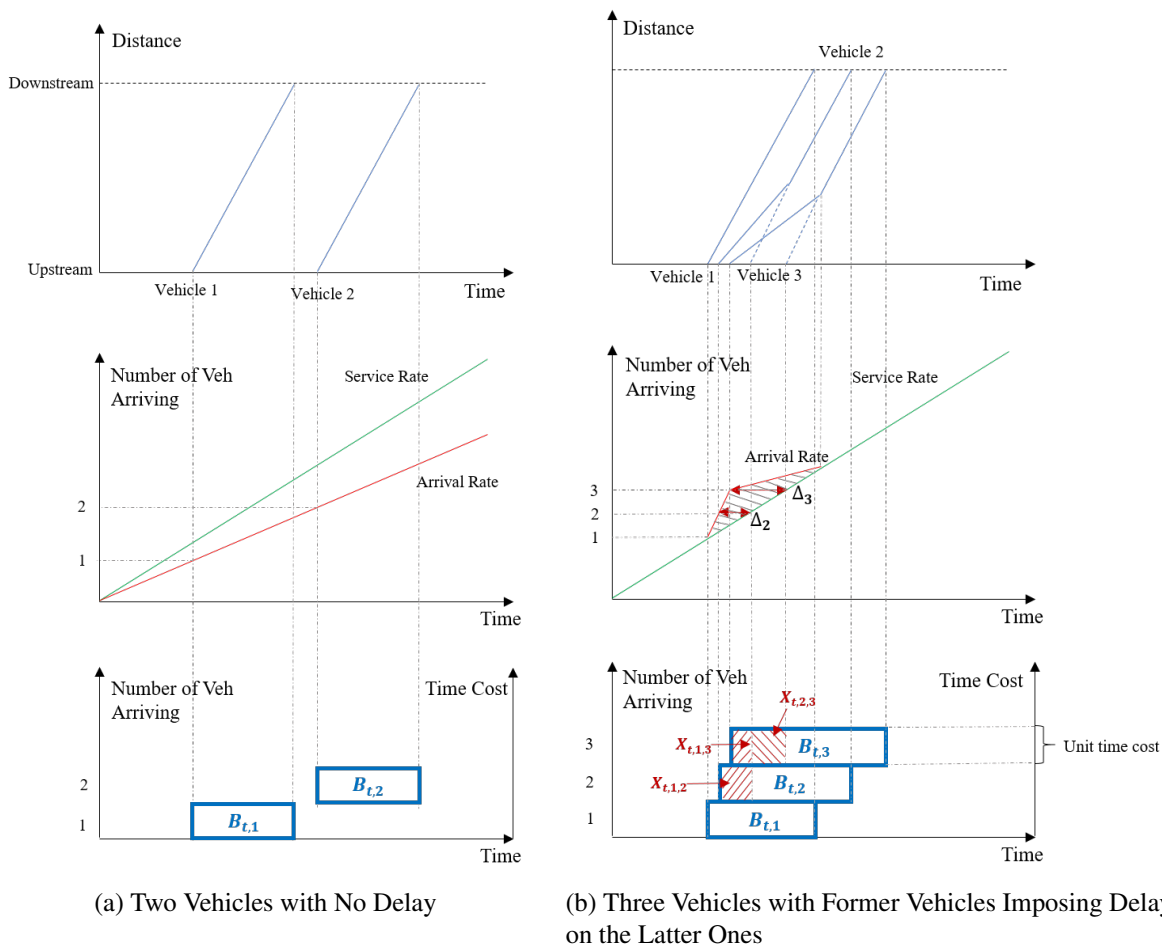 Distance
Downstream
Upstream
Vehicle 1
Vehicle 2
Time
Number of Veh
Arriving
Service Rate
Arrival Rate
2
1
Time
Number of Veh
Arriving
Time Cost
2
1
B_{t,2}
B_{t,1}
Time
(a) Two Vehicles with No Delay
Distance
Vehicle 2
Vehicle 1
Vehicle 3
Time
Number of Veh
Arriving
Service Rate
Arrival Rate
3
2
1
Δ_3
Δ_2
Time
Number of Veh
Arriving
Time Cost
X_{t,2,3}
X_{t,1,3}
X_{t,1,2}
3
2
1
B_{t,3}
B_{t,2}
B_{t,1}
Unit time cost
Time
(b) Three Vehicles with Former Vehicles Imposing Delay
on the Latter Ones